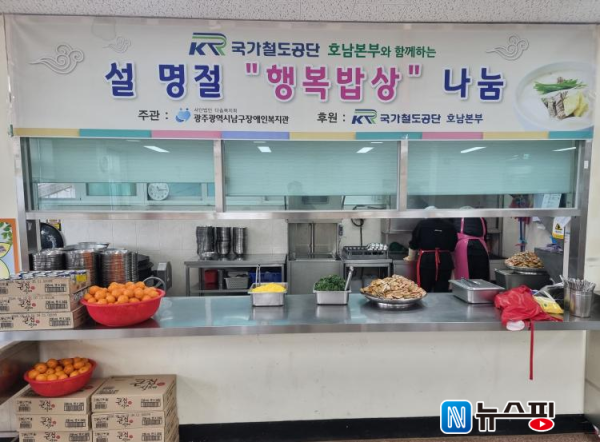 KR 국가철도공단 호남본부와 함께하는
설 명절 "행복밥상" 나눔
주관 : 광주광역시남구장애인복지관 후원 : KR 국가철도공단 호남본부
N 뉴스핌